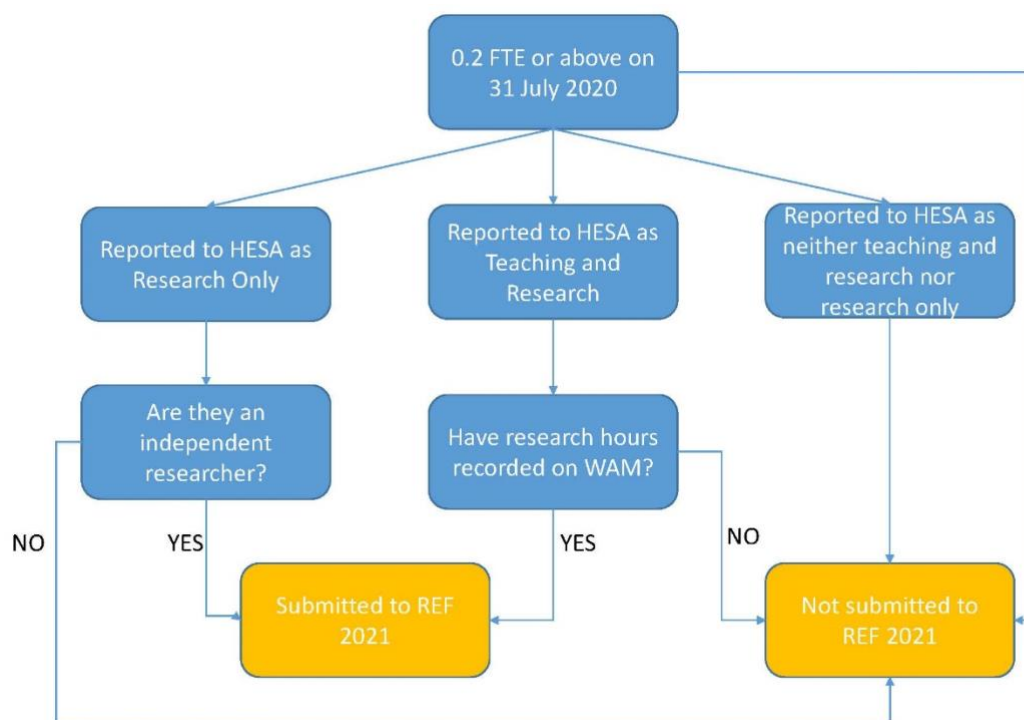 0.2 FTE or above on
31 July 2020
Reported to HESA as
Research Only
Reported to HESA as
Teaching and
Research
Reported to HESA as
neither teaching and
research nor
research only
Are they an
independent
researcher?
Have research hours
recorded on WAM?
NO
YES
YES
NO
Submitted to REF
2021
Not submitted to
REF 2021